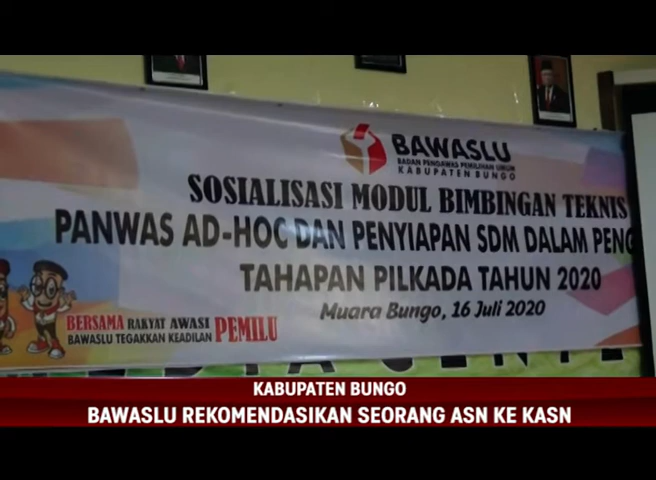 BAWASLU
BADAN PENGAWAS PEMILIHAN UMUM
KABUPATEN BUNGO
SOSIALISASI MODUL BIMBINGAN TEKNIS
PANWAS AD-HOC DAN PENYIAPAN SDM DALAM PENG
TAHAPAN PILKADA TAHUN 2020
Muara Bungo, 16 Juli 2020
BERSAMA RAKYAT AWASI PEMILU
BAWASLU TEGAKKAN KEADILAN
KABUPATEN BUNGO
BAWASLU REKOMENDASIKAN SEORANG ASN KE KASN